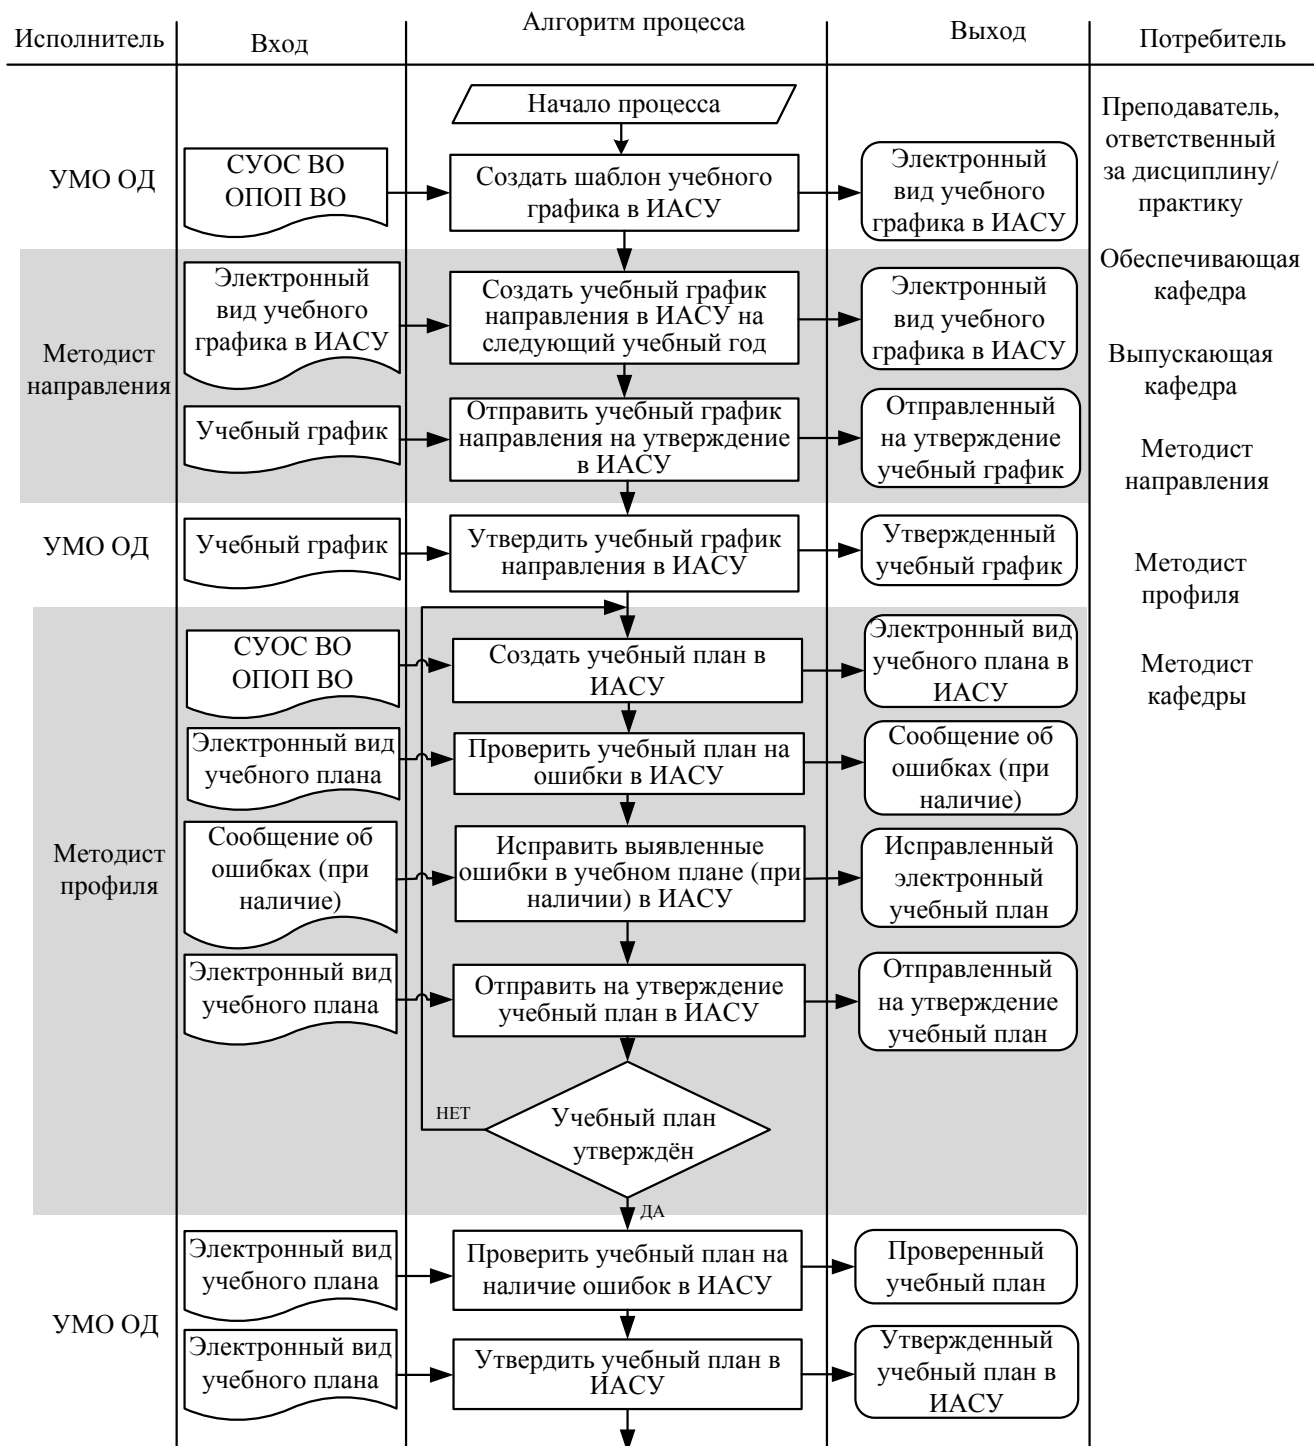 Исполнитель
Вход
Алгоритм процесса
Выход
Потребитель
Начало процесса
УМО ОД
СУОС ВО
ОПОП ВО
Создать шаблон учебного
графика в ИАСУ
Электронный
вид учебного
графика в ИАСУ
Преподаватель,
ответственный
за дисциплину/
практику
Обеспечивающая
кафедра
Выпускающая
кафедра
Методист
направления
Методист
профиля
Методист
кафедры
Методист
направления
Электронный
вид учебного
графика в ИАСУ
Создать учебный график
направления в ИАСУ на
следующий учебный год
Электронный
вид учебного
графика в ИАСУ
Учебный график
Отправить учебный график
направления на утверждение
в ИАСУ
Отправленный
на утверждение
учебный график
УМО ОД
Учебный график
Утвердить учебный график
направления в ИАСУ
Утвержденный
учебный график
Методист
профиля
СУОС ВО
ОПОП ВО
Создать учебный план в
ИАСУ
Электронный вид
учебного плана в
ИАСУ
Электронный вид
учебного плана
Проверить учебный план на
ошибки в ИАСУ
Сообщение об
ошибках (при
наличие)
Сообщение об
ошибках (при
наличие)
Исправить выявленные
ошибки в учебном плане (при
наличии) в ИАСУ
Исправленный
электронный
учебный план
Электронный вид
учебного плана
Отправить на утверждение
учебный план в ИАСУ
Отправленный
на утверждение
учебный план
НЕТ
Учебный план
утверждён
ДА
УМО ОД
Электронный вид
учебного плана
Проверить учебный план на
наличие ошибок в ИАСУ
Проверенный
учебный план
Электронный вид
учебного плана
Утвердить учебный план в
ИАСУ
Утвержденный
учебный план в
ИАСУ